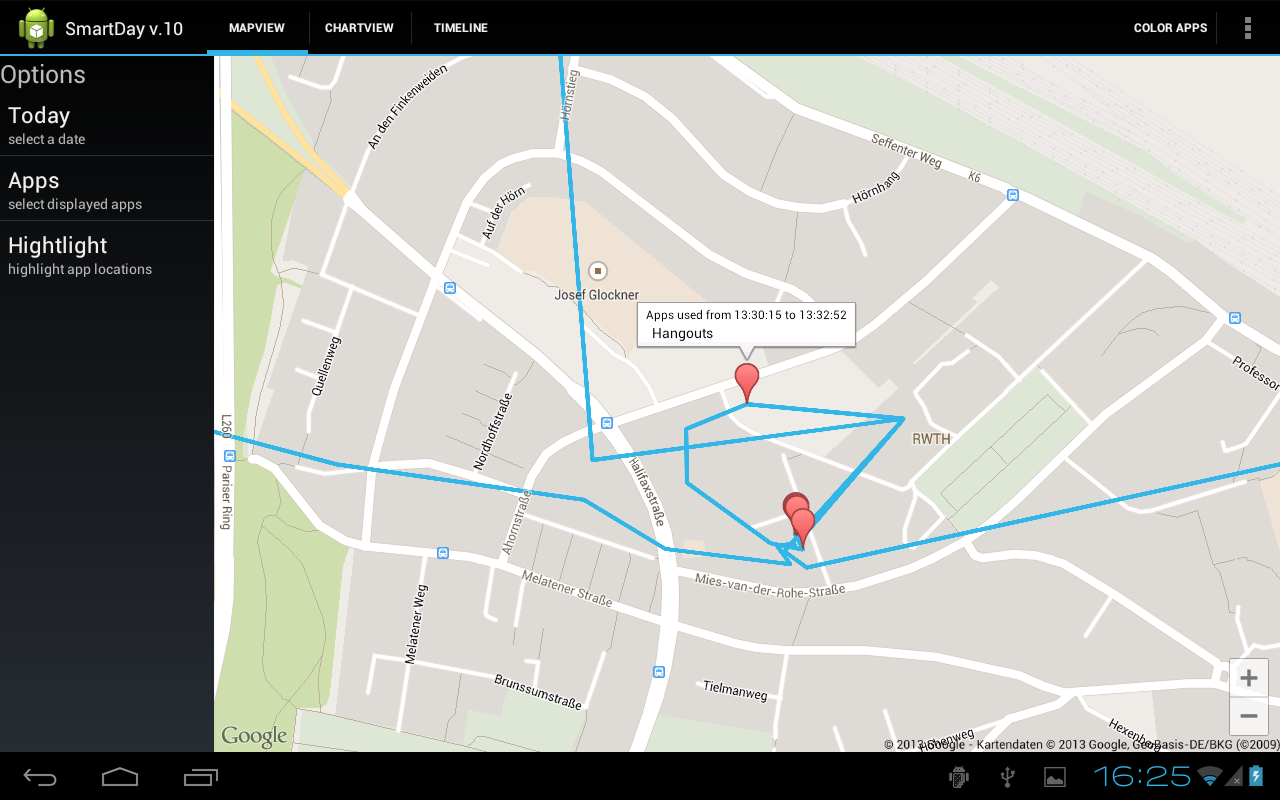 SmartDay v.10
MAPVIEW
CHARTVIEW
TIMELINE
COLOR APPS
Options
Today
select a date
Apps
select displayed apps
Hightlight
highlight app locations
An den Finkenweiden
Hörnstieg
Seffenter Weg
K6
Hörnhang
Auf der Hörn
Josef Glockner
Apps used from 13:30:15 to 13:32:52
Hangouts
Quellenweg
Professor
Nordhoffstraße
L260
RWTH
Pariser Ring
Halifaxstraße
Ahornstraße
Melatener Straße
Mies-van-der-Rohe-Straße
Melatener Weg
Brunssumstraße
Tielmanweg
Höhenweg
Hexenbe
Google
© 2013 Google - Kartendaten © 2013 Google, GeoBasis-DE/BKG (©2009)
16:25